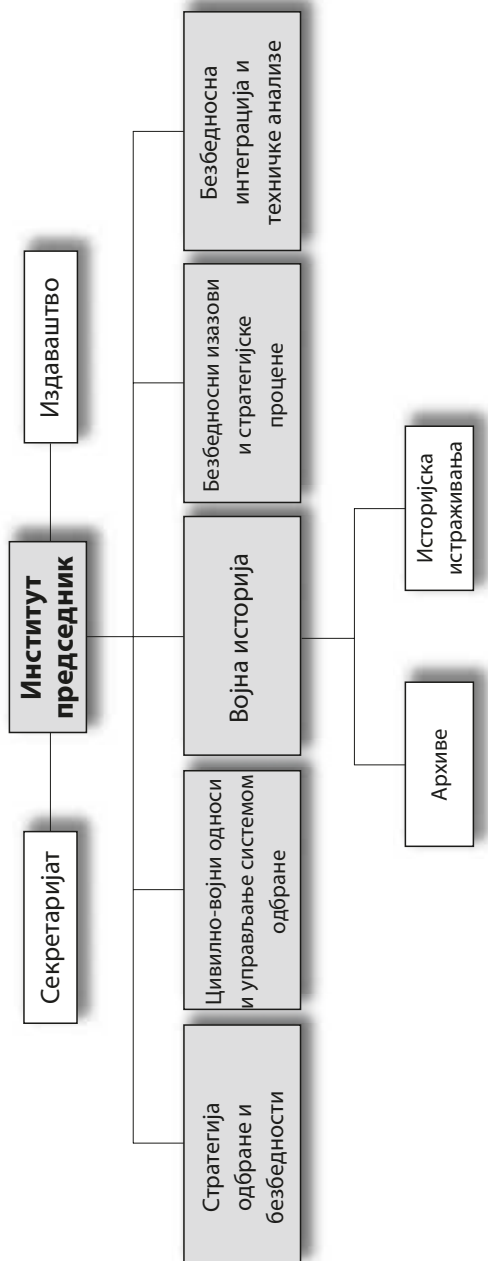 Институт
председник
Секретаријат
Издаваштво
Стратегија
одбране и
безбедности
Цивилно-војни односи
и управљање системом
одбране
Војна историја
Безбедносни изазови
и стратегијске
процене
Безбедносна
интеграција и
техничке анализе
Архиве
Историјска
истраживања